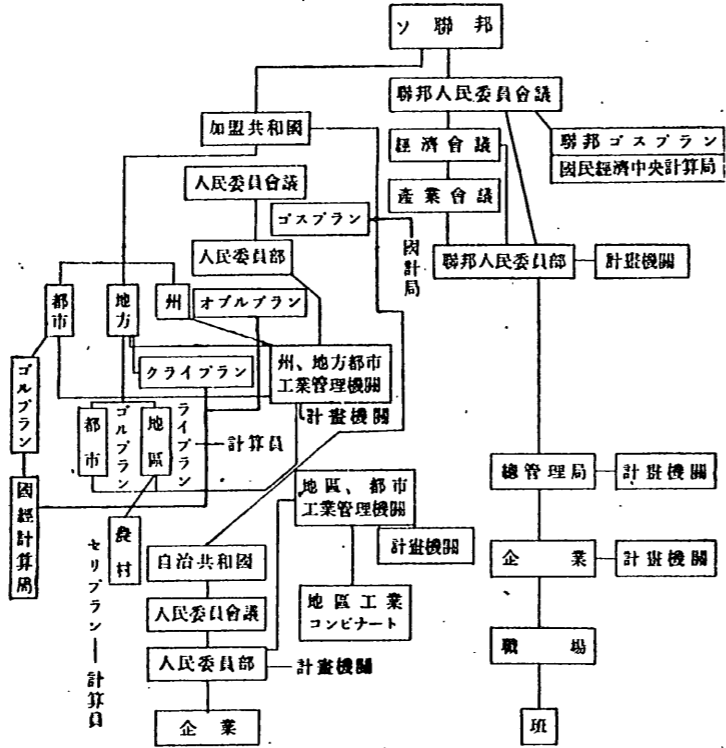 ソ聯邦
聯邦人民委員會議
加盟共和國
經濟會議
聯邦ゴスプラン
國民經濟中央計算局
人民委員會議
產業會議
ゴスプラン
國計局
人民委員部
聯邦人民委員部
計畫機關
都市
地方
州
オブルプラン
ゴルプラン
クライプラン
州、地方都市
工業管理機關
計畫機關
都市
ゴルプラン
地區
ライプラン
計算員
國經計算局
農村
セリプラン—計算員
地區、都市
工業管理機關
計畫機關
總管理局
計畫機關
自治共和國
企業
計畫機關
人民委員會議
地區工業
コンビナート
職場
人民委員部
計畫機關
企業
班